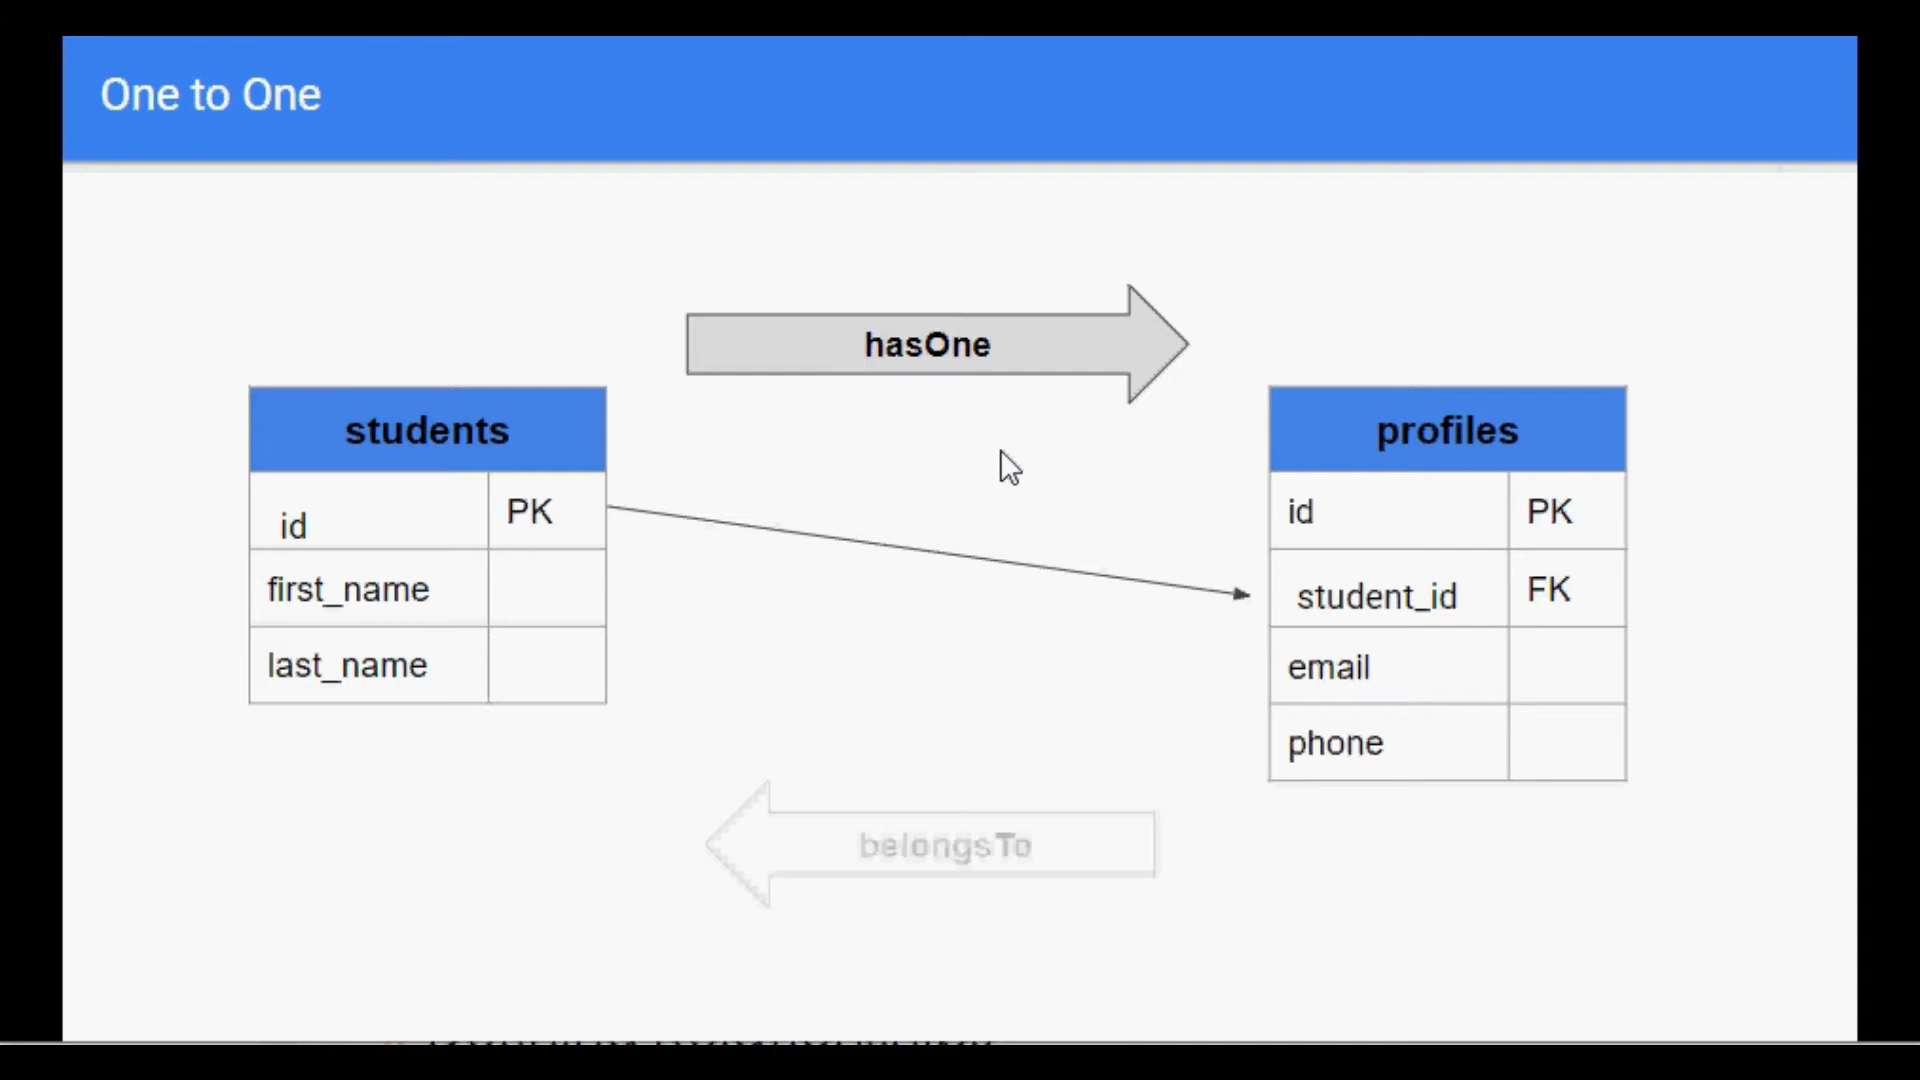 One to One
hasOne
students
id PK
first_name
last_name
profiles
id PK
student_id FK
email
phone
belongsTo